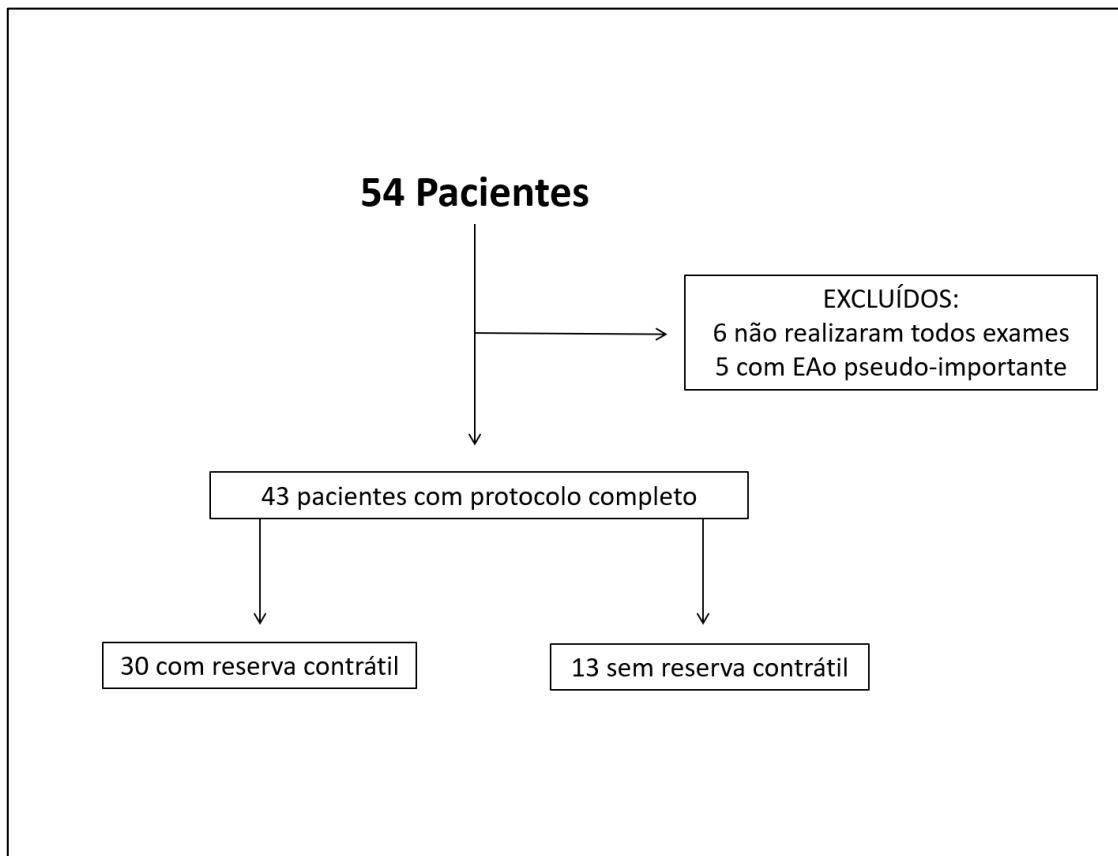 54 Pacientes
EXCLUÍDOS:
6 não realizaram todos exames
5 com EAo pseudo-importante
43 pacientes com protocolo completo
30 com reserva contrátil
13 sem reserva contrátil